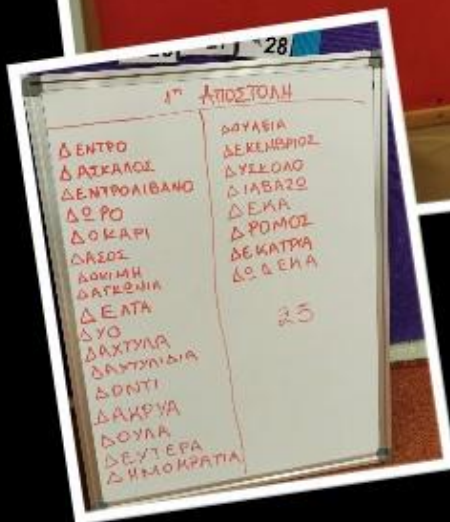 28
1η ΑΠΟΣΤΟΛΗ
ΔΕΝΤΡΟ
ΔΑΣΚΑΛΟΣ
ΔΕΝΤΡΟΛΙΒΑΝΟ
ΔΩΡΟ
ΔΟΚΑΡΙ
ΔΑΣΟΣ
ΔΟΚΙΜΗ
ΔΑΓΚΩΝΙΑ
ΔΕΛΤΑ
ΔΥΟ
ΔΑΧΤΥΛΑ
ΔΑΧΤΥΛΙΔΙΑ
ΔΟΝΤΙ
ΔΑΚΡΥΑ
ΔΟΥΛΑ
ΔΕΥΤΕΡΑ
ΔΗΜΟΚΡΑΤΙΑ
ΔΟΥΛΕΙΑ
ΔΕΚΕΜΒΡΙΟΣ
ΔΥΣΚΟΛΟ
ΔΙΑΒΑΖΩ
ΔΕΚΑ
ΔΡΟΜΟΣ
ΔΕΚΑΤΡΙΑ
ΔΩΔΕΚΑ
25